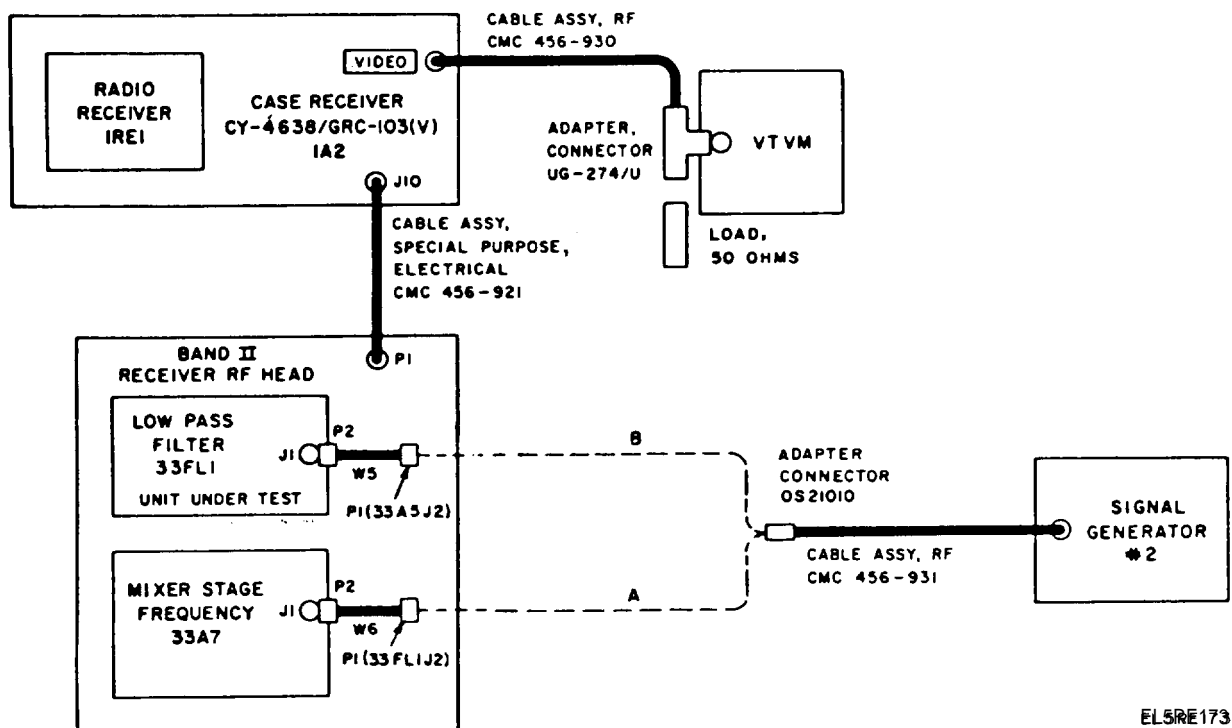 CABLE ASSY, RF
CMC 456-930
VIDEO
RADIO
RECEIVER
1RE1
CASE RECEIVER
CY-4638/GRC-103(V)
1A2
J10
ADAPTER,
CONNECTOR
UG-274/U
VTVM
LOAD,
50 OHMS
CABLE ASSY,
SPECIAL PURPOSE,
ELECTRICAL
CMC 456-921
BAND II
RECEIVER RF HEAD
P1
LOW PASS
FILTER
33FL1
UNIT UNDER TEST
J1
P2
W5
P1(33A5J2)
B
ADAPTER
CONNECTOR
OS21010
CABLE ASSY, RF
CMC 456-931
SIGNAL
GENERATOR
#2
MIXER STAGE
FREQUENCY
33A7
J1
P2
W6
P1(33FL1J2)
A
EL5RE173